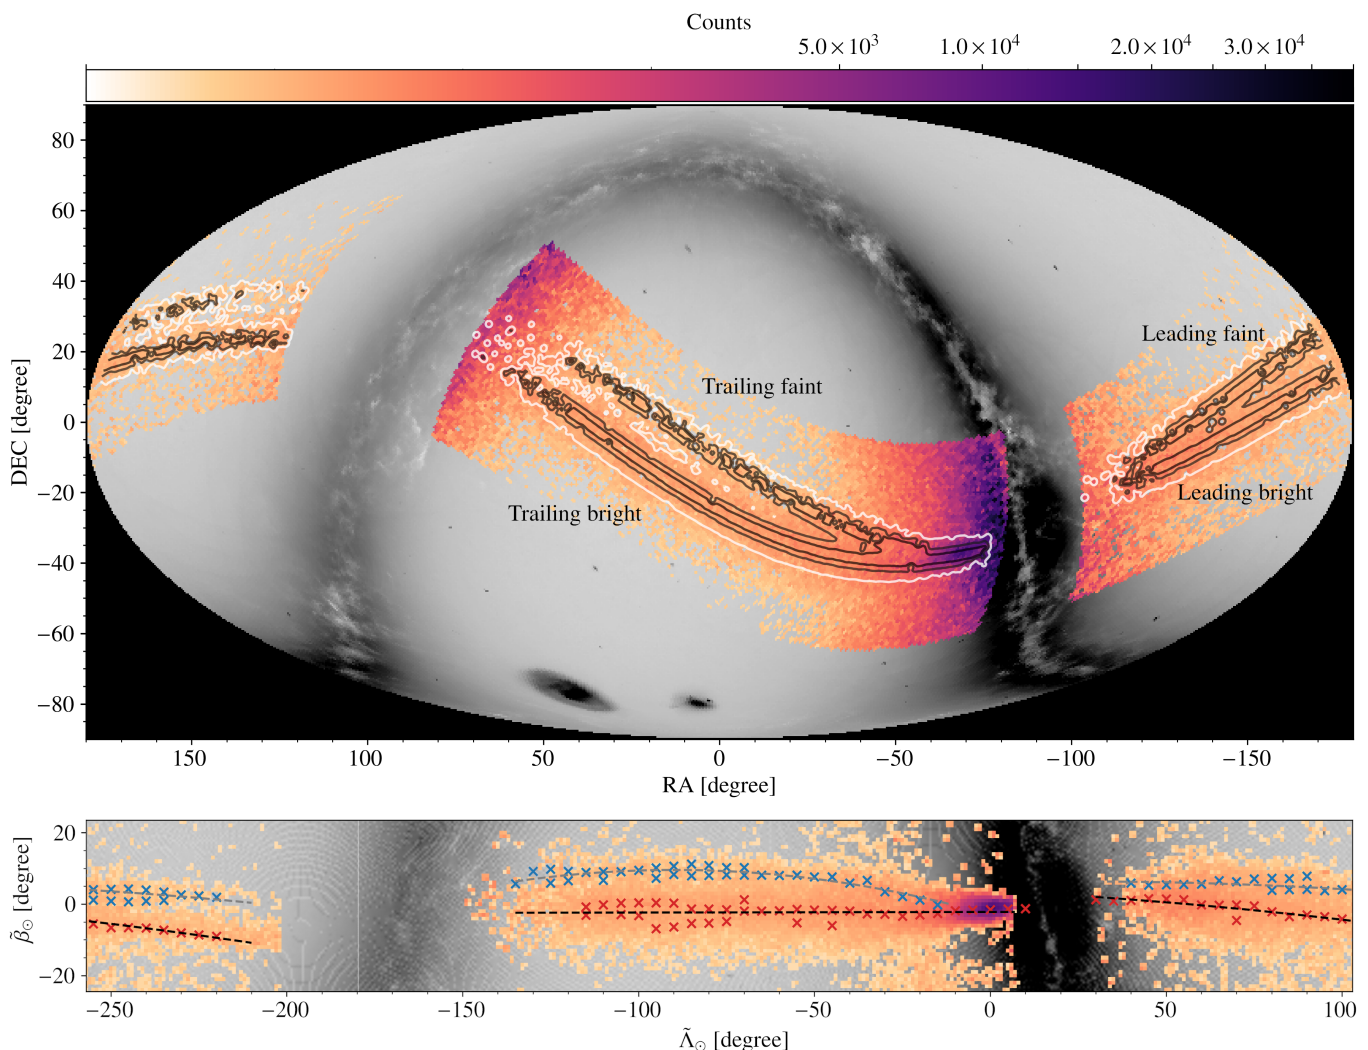 Counts
5.0×10³ 1.0×10⁴ 2.0×10⁴ 3.0×10⁴
DEC [degree]
80
60
40
20
0
−20
−40
−60
−80
Leading faint
Trailing faint
Leading bright
Trailing bright
150 100 50 0 −50 −100 −150
RA [degree]
β̃⊙ [degree]
20
0
−20
−250 −200 −150 −100 −50 0 50 100
Λ̃⊙ [degree]